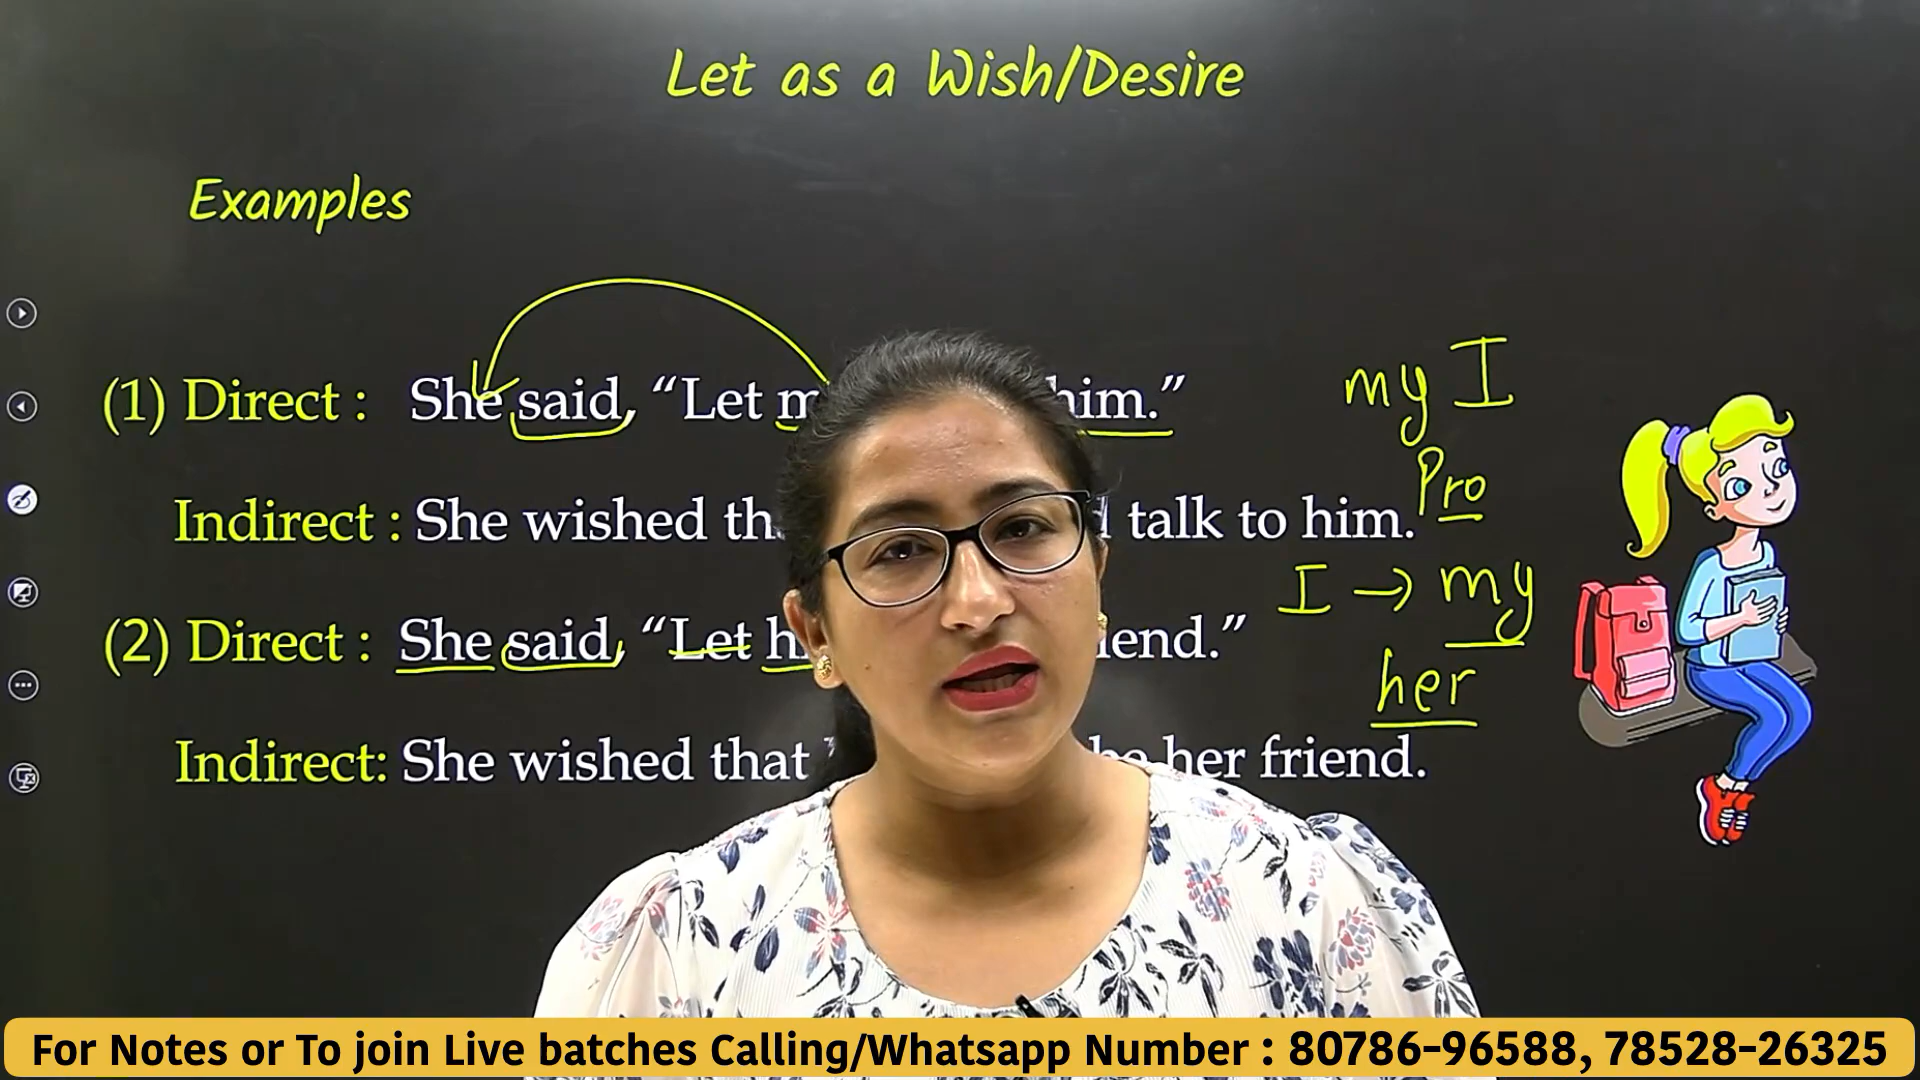 Let as a Wish/Desire
Examples
(1) Direct : She said, “Let him.”
my I
Indirect : She wished talk to him.
Pro
I → my
(2) Direct : She said, “Let
her
Indirect: She wished that her friend.
For Notes or To join Live batches Calling/Whatsapp Number : 80786-96588, 78528-26325